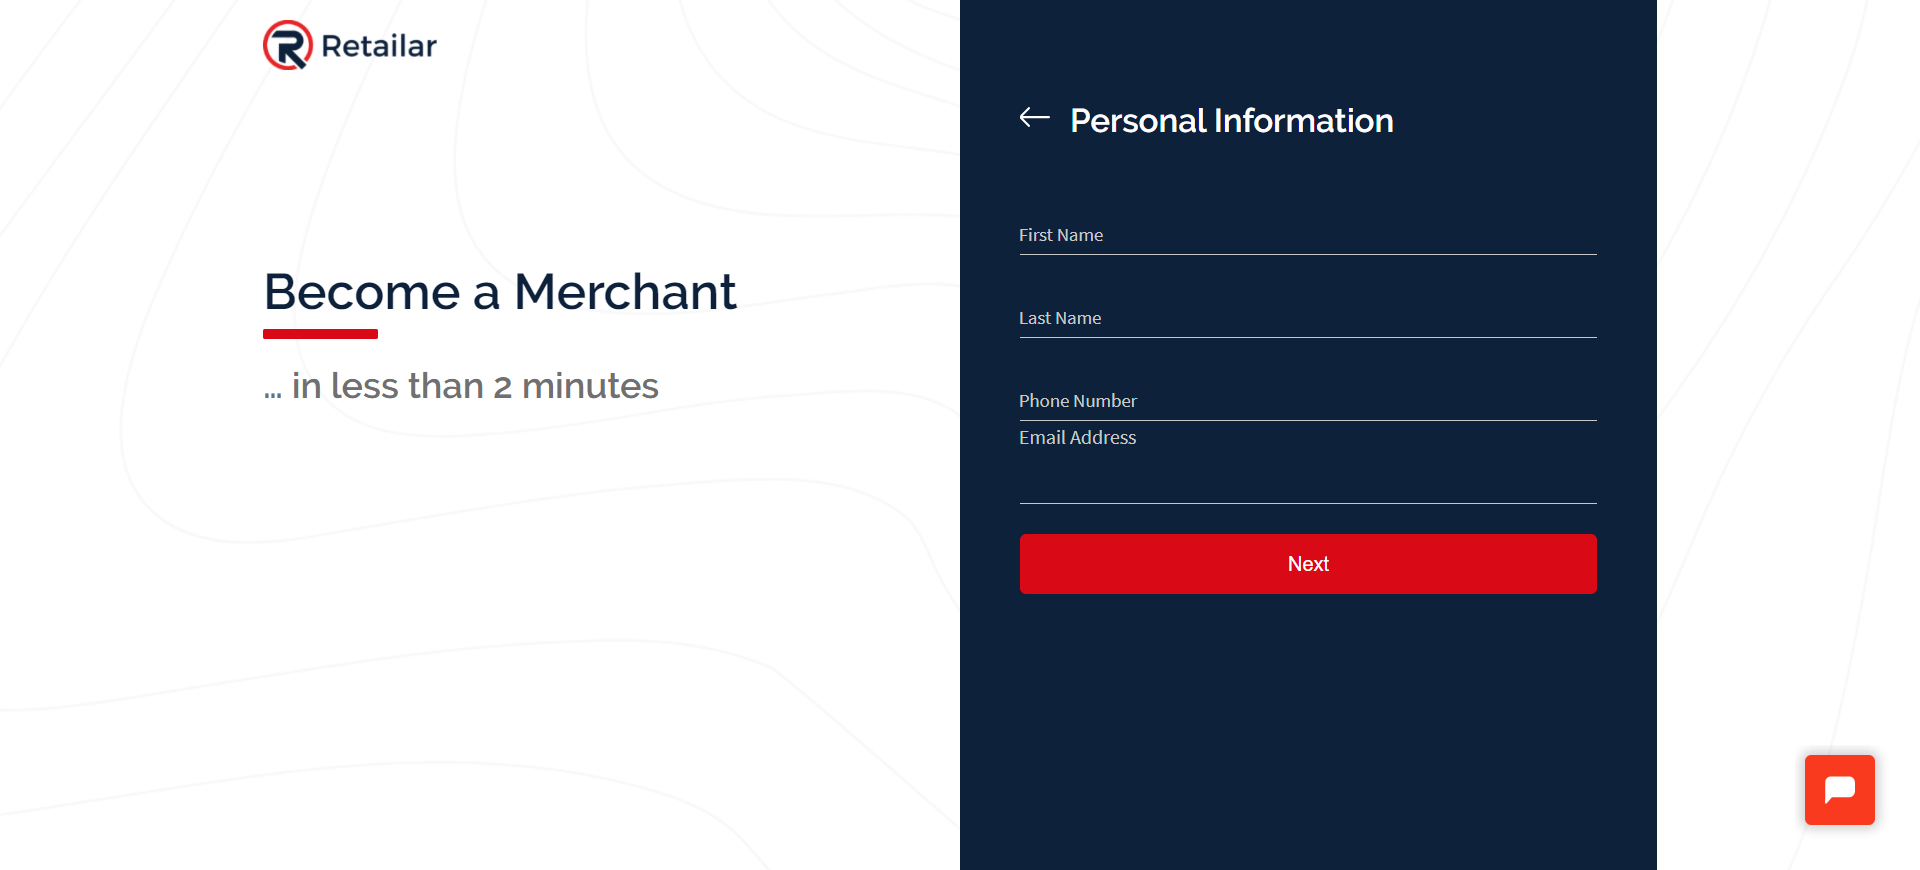 Retailar
Become a Merchant
... in less than 2 minutes
Personal Information
First Name
Last Name
Phone Number
Email Address
Next